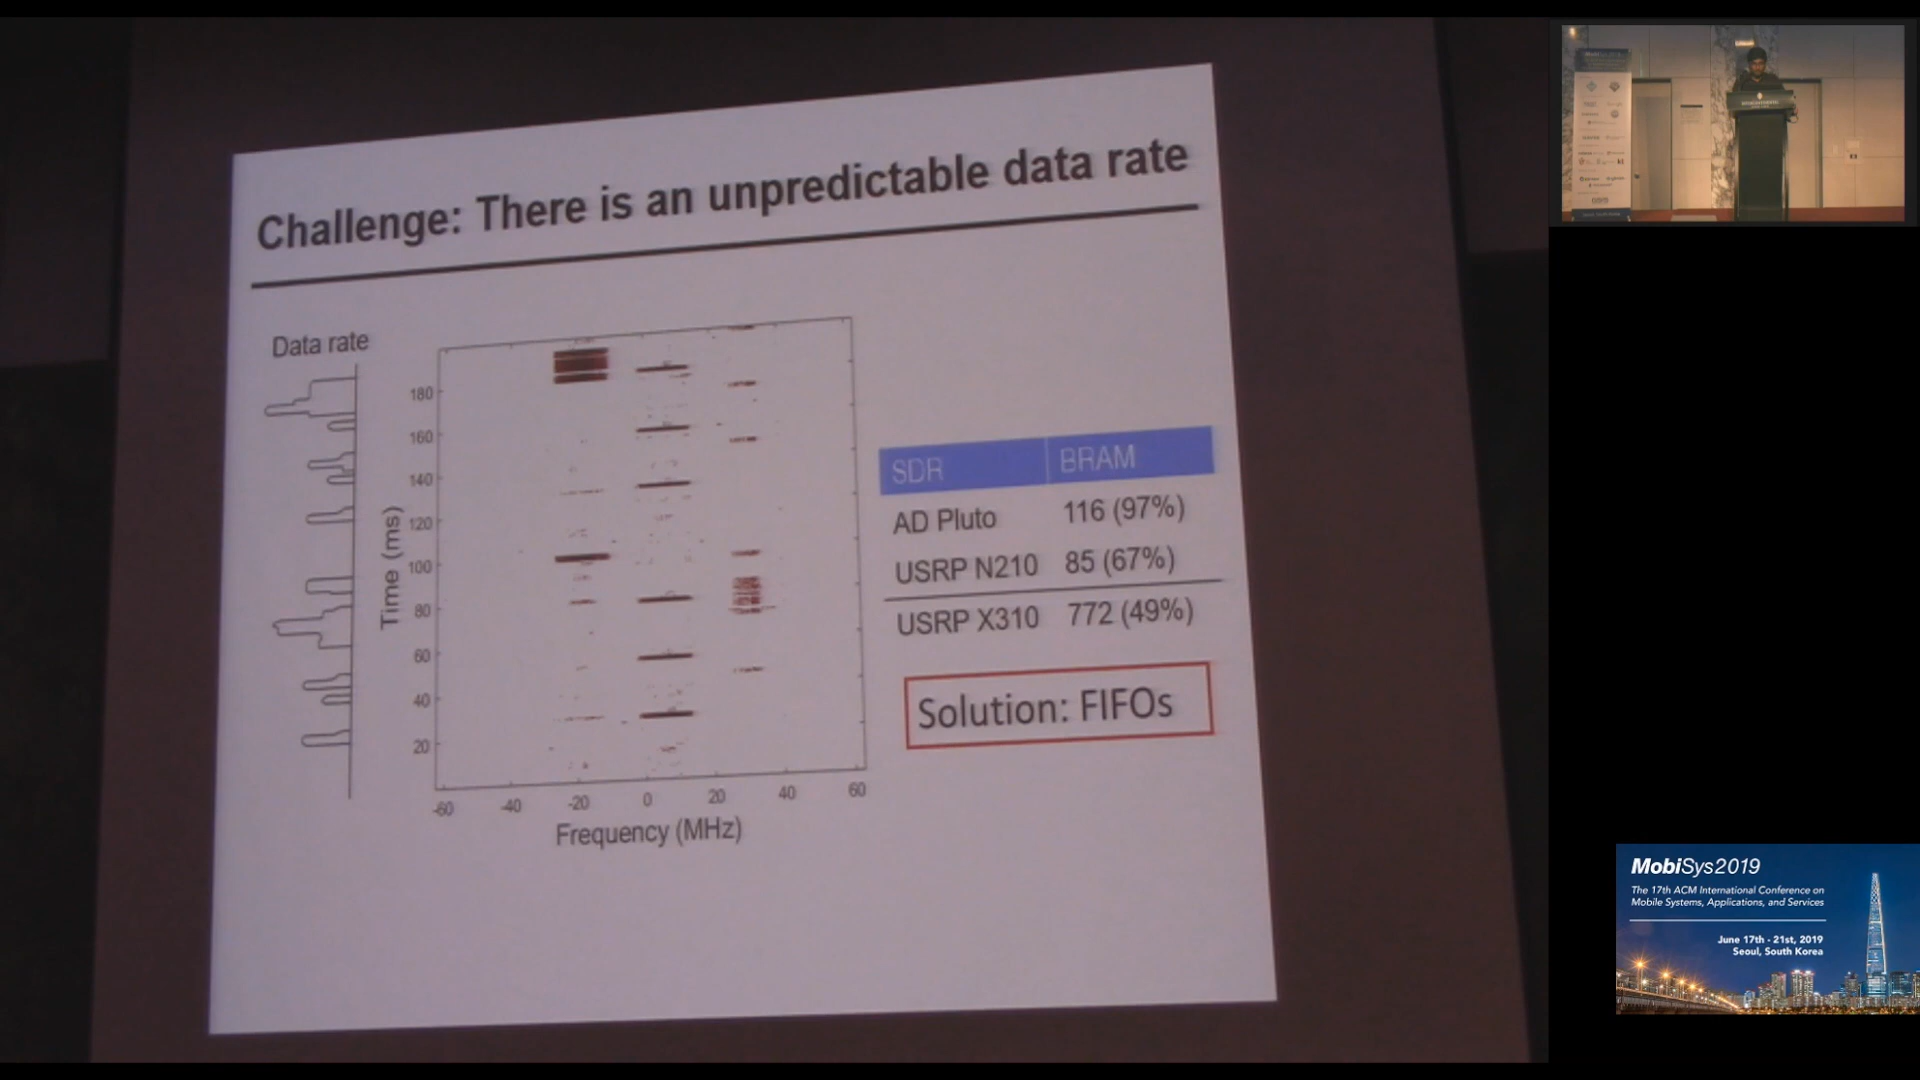 Challenge: There is an unpredictable data rate
Data rate
180
160
140
120
100
80
60
40
20
Time (ms)
-60 -40 -20 0 20 40 60
Frequency (MHz)
SDR BRAM
AD Pluto 116 (97%)
USRP N210 85 (67%)
USRP X310 772 (49%)
Solution: FIFOs
MobiSys2019
The 17th ACM International Conference on
Mobile Systems, Applications, and Services
June 17th - 21st, 2019
Seoul, South Korea